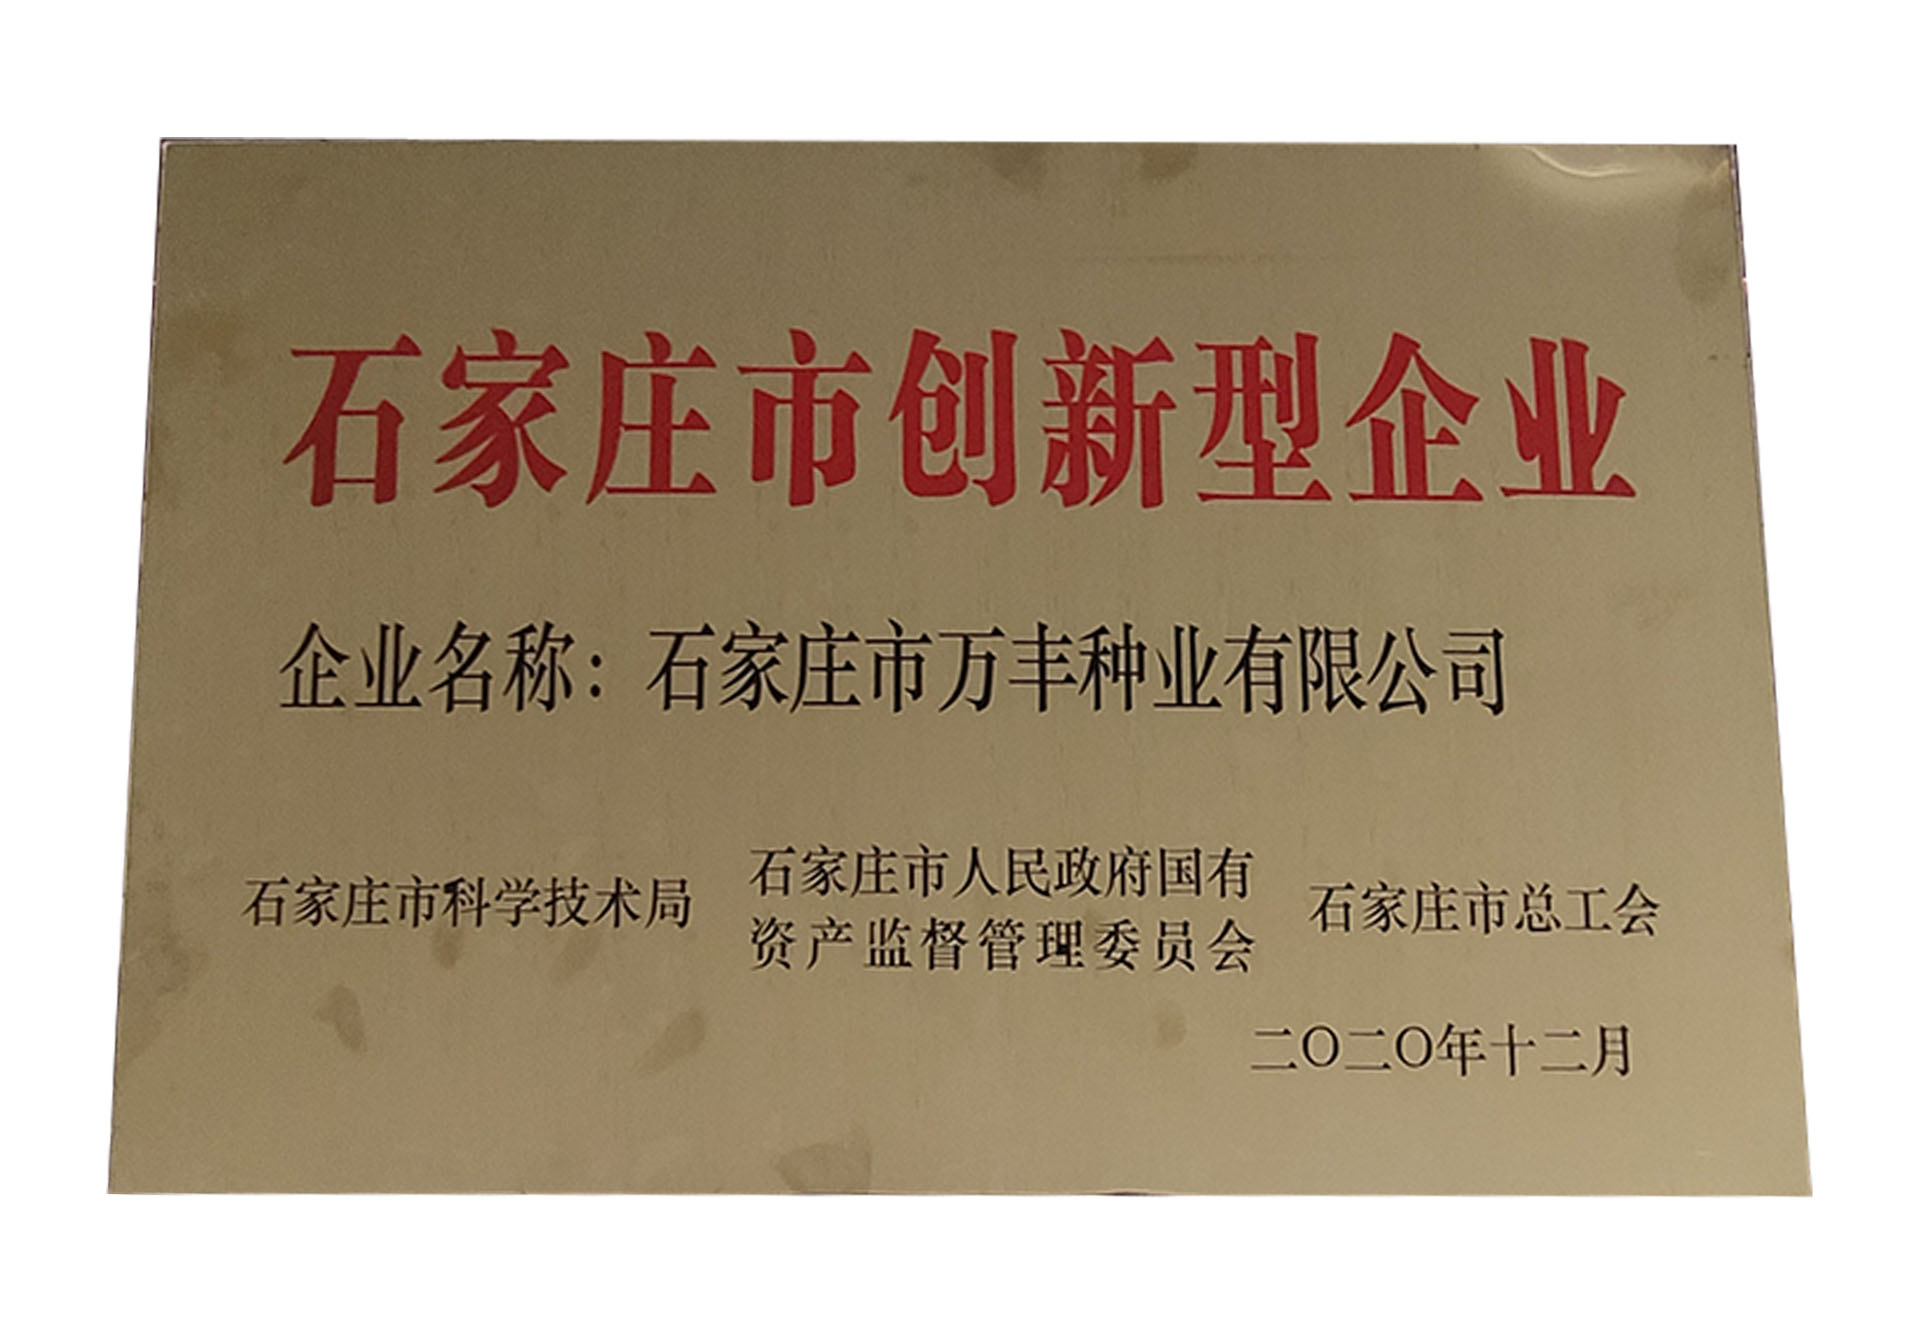 石家庄市创新型企业
企业名称：石家庄市万丰种业有限公司
石家庄市科学技术局
石家庄市人民政府国有
资产监督管理委员会
石家庄市总工会
二〇二〇年十二月